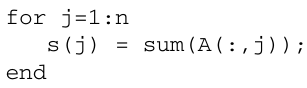 for j=1:n
   s(j) = sum(A(:,j));
end